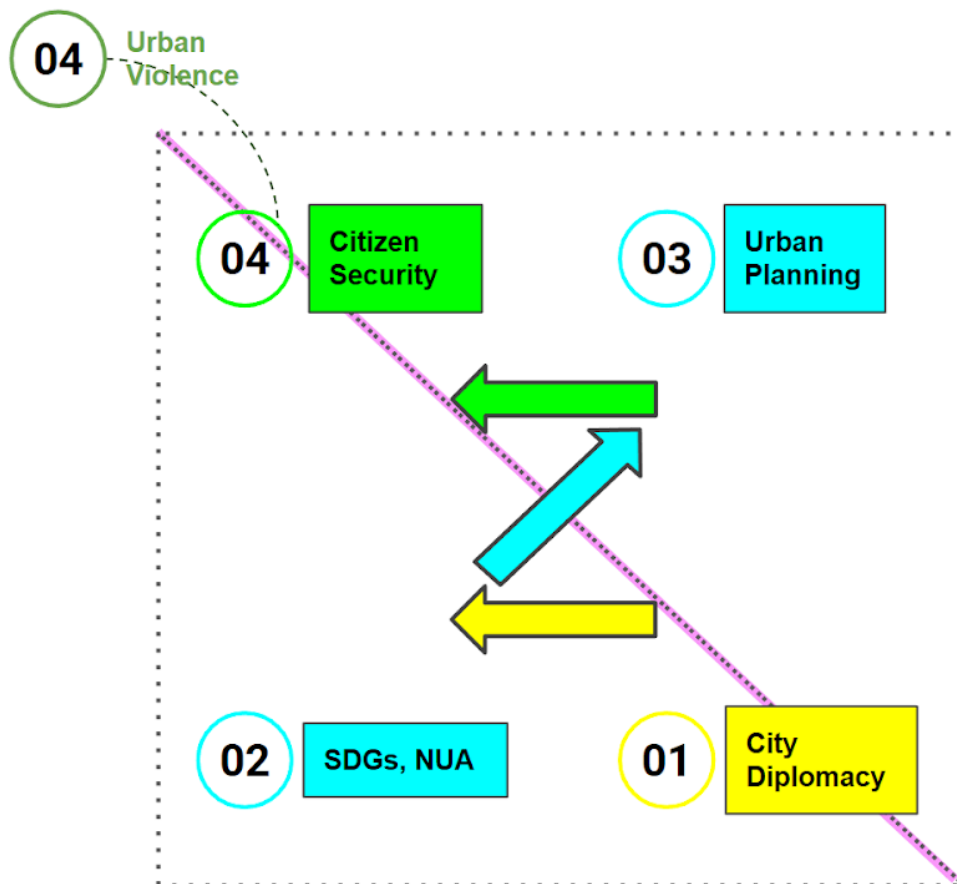 04
Urban
Violence
04
Citizen
Security
03
Urban
Planning
02
SDGs, NUA
01
City
Diplomacy